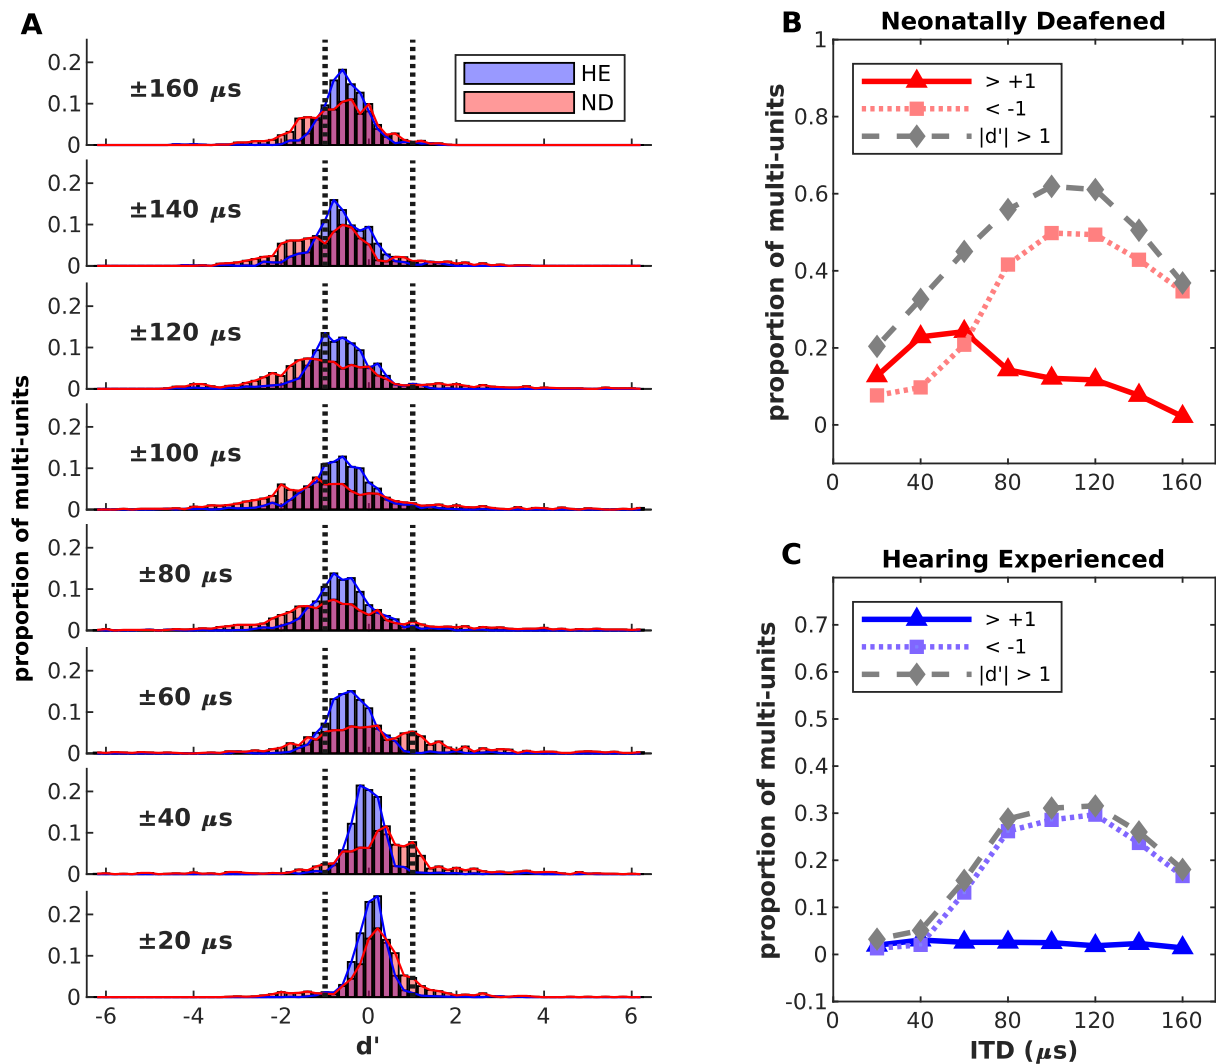 A
proportion of multi-units
±160 μs
0.2
0.1
0
HE
ND
±140 μs
0.2
0.1
0
±120 μs
0.2
0.1
0
±100 μs
0.2
0.1
0
±80 μs
0.2
0.1
0
±60 μs
0.2
0.1
0
±40 μs
0.2
0.1
0
±20 μs
0.2
0.1
0
-6 -4 -2 0 2 4 6
d'
B
Neonatally Deafened
proportion of multi-units
1
0.8
0.6
0.4
0.2
0
> +1
< -1
|d'| > 1
0 40 80 120 160
C
Hearing Experienced
proportion of multi-units
0.7
0.6
0.5
0.4
0.3
0.2
0.1
0
-0.1
> +1
< -1
|d'| > 1
0 40 80 120 160
ITD (μs)